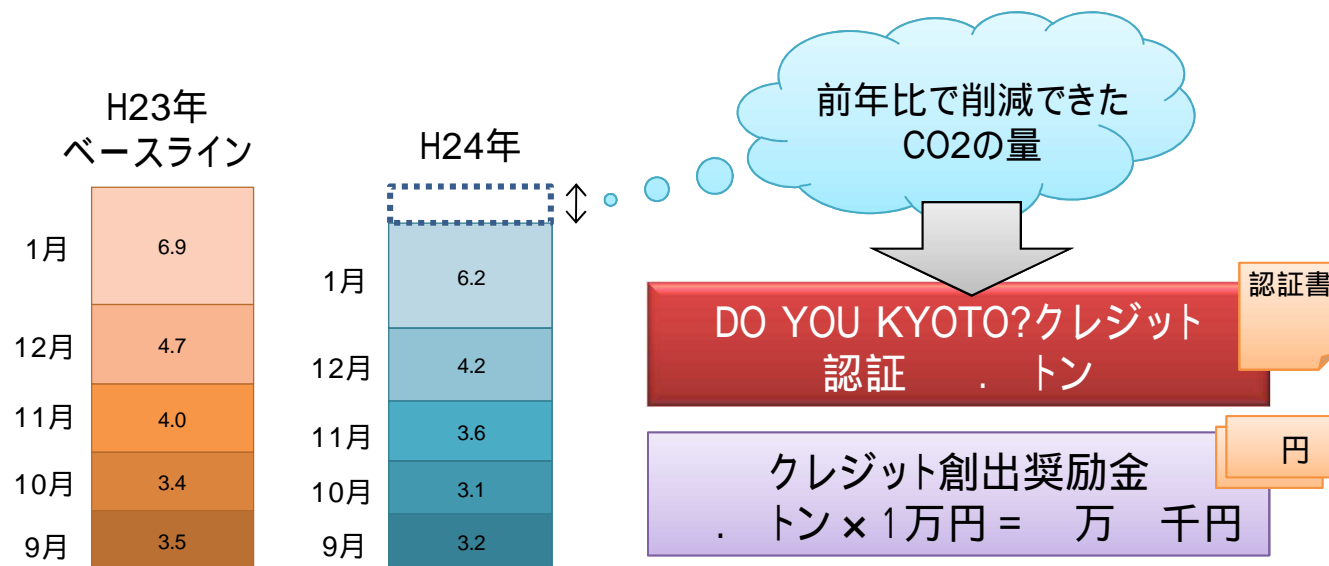 H23年
ベースライン
1月
6.9
12月
4.7
11月
4.0
10月
3.4
9月
3.5
H24年
1月
6.2
12月
4.2
11月
3.6
10月
3.1
9月
3.2
前年比で削減できた
CO2の量
DO YOU KYOTO?クレジット
認証 . トン
認証書
クレジット創出奨励金
. トン×1万円= 万 千円
円